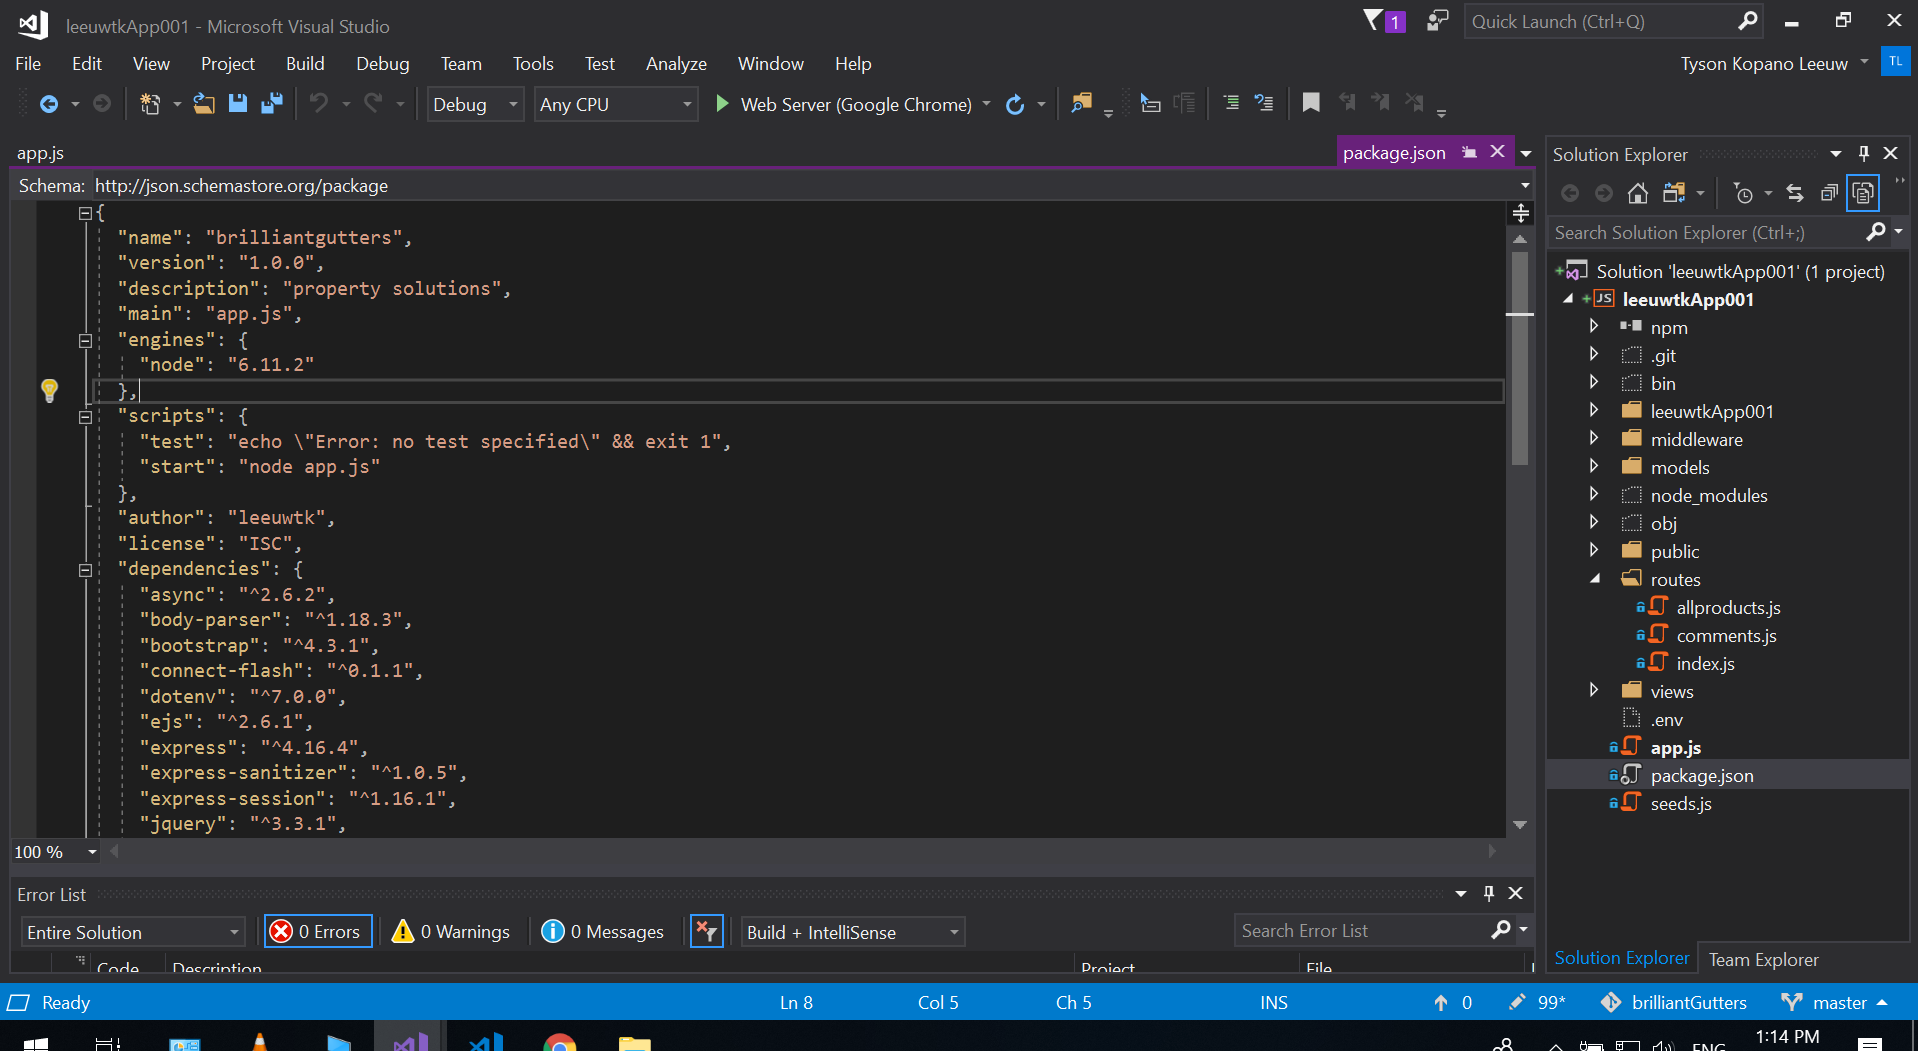 leeuwtkApp001 - Microsoft Visual Studio
1
Quick Launch (Ctrl+Q)
File Edit View Project Build Debug Team Tools Test Analyze Window Help
Tyson Kopano Leeuw TL
Debug Any CPU Web Server (Google Chrome)
app.js
package.json
Schema: http://json.schemastore.org/package
{
"name": "brilliantgutters",
"version": "1.0.0",
"description": "property solutions",
"main": "app.js",
"engines": {
"node": "6.11.2"
},
"scripts": {
"test": "echo \"Error: no test specified\" && exit 1",
"start": "node app.js"
},
"author": "leeuwtk",
"license": "ISC",
"dependencies": {
"async": "^2.6.2",
"body-parser": "^1.18.3",
"bootstrap": "^4.3.1",
"connect-flash": "^0.1.1",
"dotenv": "^7.0.0",
"ejs": "^2.6.1",
"express": "^4.16.4",
"express-sanitizer": "^1.0.5",
"express-session": "^1.16.1",
"jquery": "^3.3.1",
100 %
Solution Explorer
Search Solution Explorer (Ctrl+;)
Solution 'leeuwtkApp001' (1 project)
JS leeuwtkApp001
npm
.git
bin
leeuwtkApp001
middleware
models
node_modules
obj
public
routes
allproducts.js
comments.js
index.js
views
.env
app.js
package.json
seeds.js
Solution Explorer Team Explorer
Error List
Entire Solution 0 Errors 0 Warnings 0 Messages Build + IntelliSense Search Error List
Code Description Project File
Ready Ln 8 Col 5 Ch 5 INS 0 99* brilliantGutters master
ENG 1:14 PM